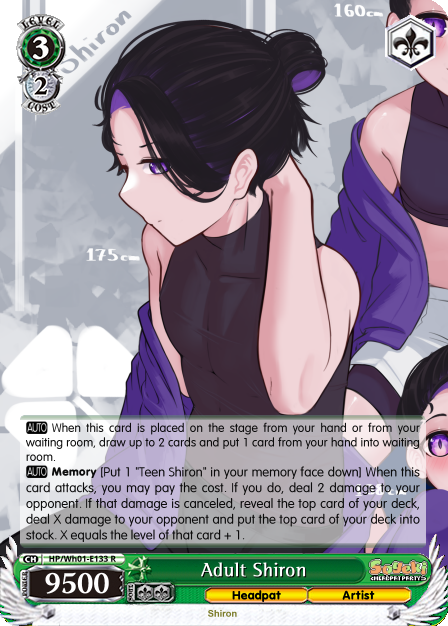 LEVEL
3
2
COST
Shiron
160cm
175cm
AUTO When this card is placed on the stage from your hand or from your
waiting room, draw up to 2 cards and put 1 card from your hand into waiting
room.
AUTO Memory [Put 1 "Teen Shiron" in your memory face down] When this
card attacks, you may pay the cost. If you do, deal 2 damage to your
opponent. If that damage is canceled, reveal the top card of your deck,
deal X damage to your opponent and put the top card of your deck into
stock. X equals the level of that card + 1.
CH HP/Wh01-E133 R
POWER 9500 SOUL
Adult Shiron
Headpat Artist
Soyaki
HEADPAT PARTY
Shiron